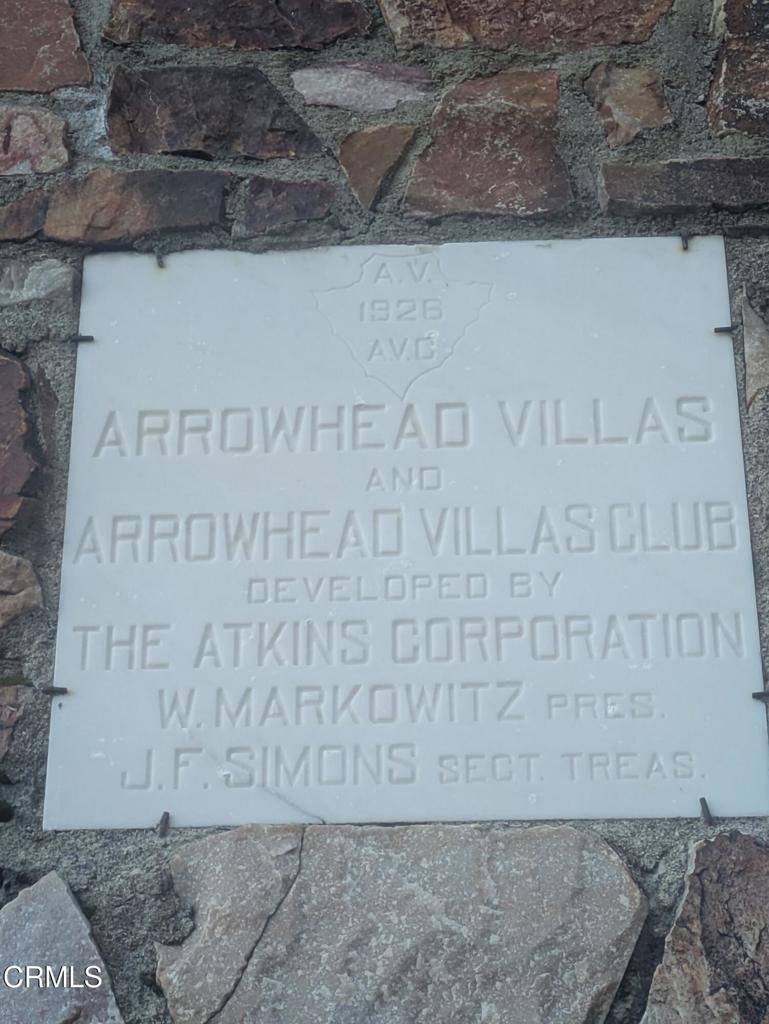 A.V.
1926
A.V.C
ARROWHEAD VILLAS
AND
ARROWHEAD VILLAS CLUB
DEVELOPED BY
THE ATKINS CORPORATION
W. MARKOWITZ PRES.
J.F. SIMONS SECT. TREAS.
CRMLS